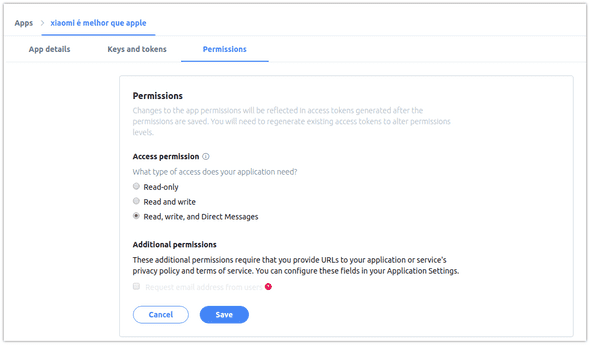 Apps > xiaomi é melhor que apple
App details Keys and tokens Permissions
Permissions
Changes to the app permissions will be reflected in access tokens generated after the
permissions are saved. You will need to regenerate existing access tokens to alter permissions
levels.
Access permission
What type of access does your application need?
Read-only
Read and write
Read, write, and Direct Messages
Additional permissions
These additional permissions require that you provide URLs to your application or service's
privacy policy and terms of service. You can configure these fields in your Application Settings.
Request email address from users
Cancel Save